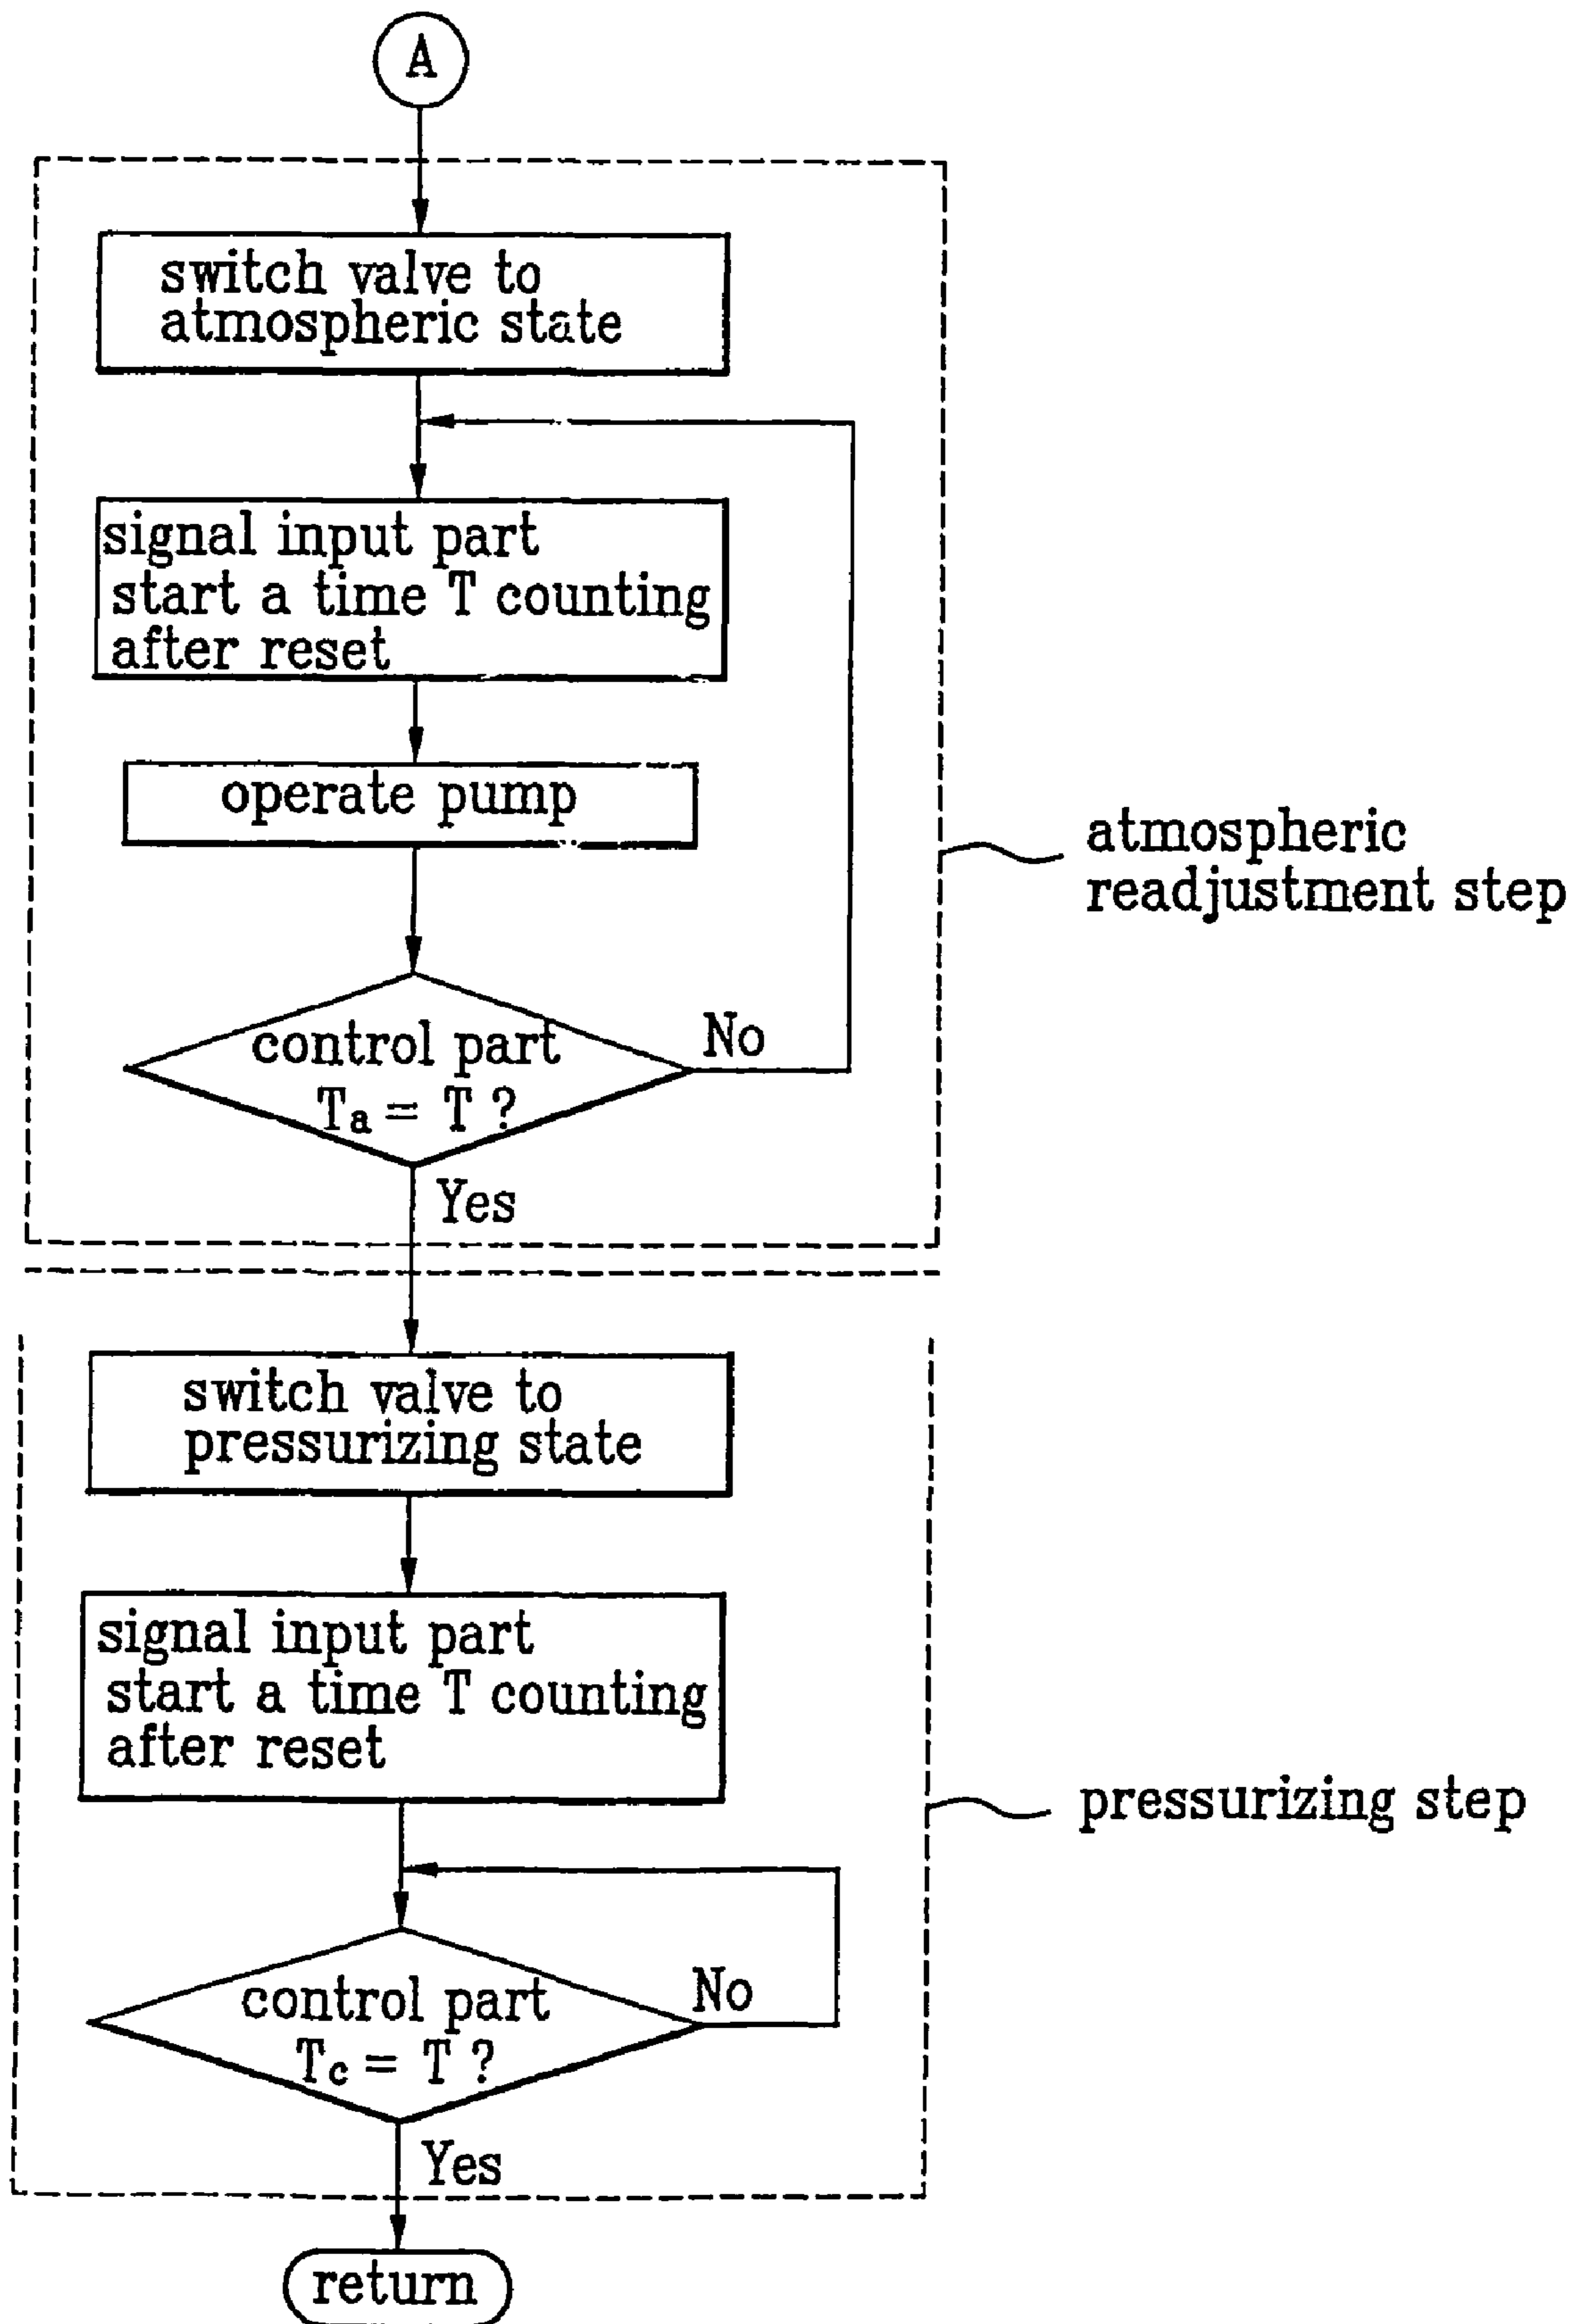 A
switch valve to
atmospheric state
signal input part
start a time T counting
after reset
operate pump
atmospheric
readjustment step
control part
No
Ta = T ?
Yes
switch valve to
pressurizing state
signal input part
start a time T counting
after reset
pressurizing step
control part
No
Tc = T ?
Yes
return